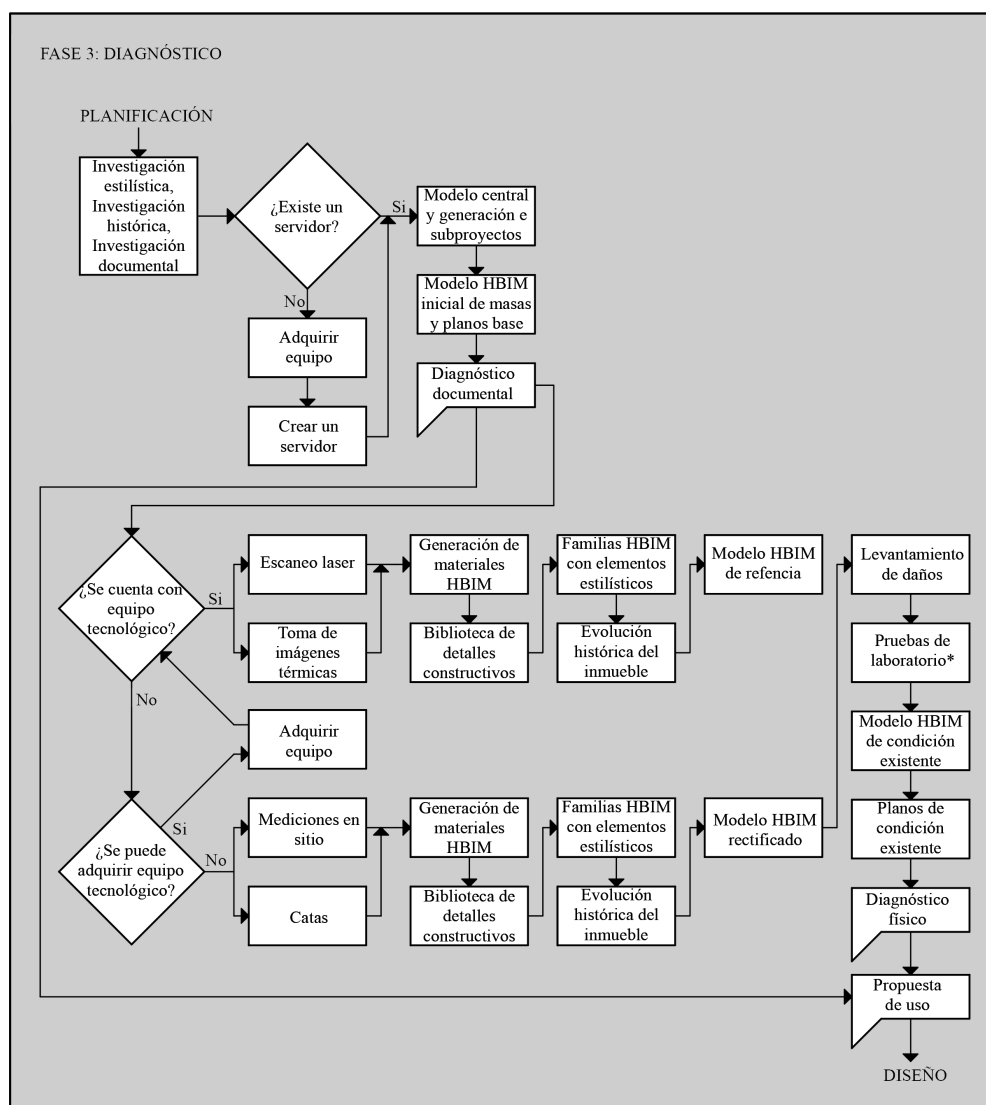 FASE 3: DIAGNÓSTICO
PLANIFICACIÓN
Investigación
estilística,
Investigación
histórica,
Investigación
documental
¿Existe un
servidor?
Si
No
Adquirir
equipo
Crear un
servidor
Modelo central
y generación e
subproyectos
Modelo HBIM
inicial de masas
y planos base
Diagnóstico
documental
¿Se cuenta con
equipo
tecnológico?
Si
No
Escaneo laser
Toma de
imágenes
térmicas
Generación de
materiales
HBIM
Biblioteca de
detalles
constructivos
Familias HBIM
con elementos
estilísticos
Evolución
histórica del
inmueble
Modelo HBIM
de refencia
Adquirir
equipo
¿Se puede
adquirir equipo
tecnológico?
Si
No
Mediciones en
sitio
Catas
Generación de
materiales
HBIM
Biblioteca de
detalles
constructivos
Familias HBIM
con elementos
estilísticos
Evolución
histórica del
inmueble
Modelo HBIM
rectificado
Levantamiento
de daños
Pruebas de
laboratorio*
Modelo HBIM
de condición
existente
Planos de
condición
existente
Diagnóstico
físico
Propuesta
de uso
DISEÑO